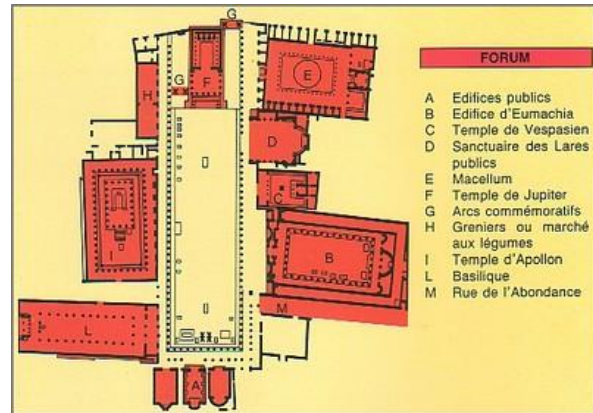 FORUM
A Edifices publics
B Edifice d'Eumachia
C Temple de Vespasien
D Sanctuaire des Lares
publics
E Macellum
F Temple de Jupiter
G Arcs commémoratifs
H Greniers ou marché
aux légumes
I Temple d'Apollon
L Basilique
M Rue de l'Abondance
G
F
E
G
H
D
C
I
B
M
L
A